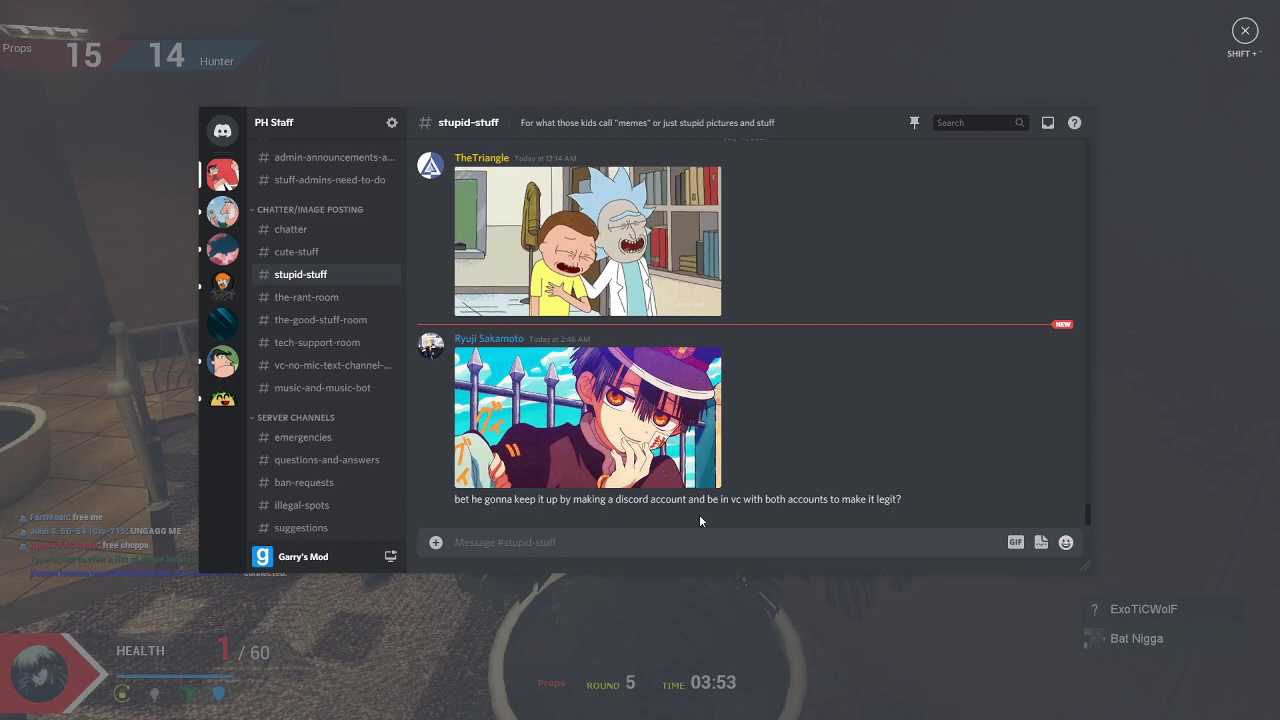 Props 15 14 Hunter
SHIFT + `
PH Staff
# stupid-stuff For what those kids call "memes" or just stupid pictures and stuff
Search
# admin-announcements-a...
# stuff-admins-need-to-do
CHATTER/IMAGE POSTING
# chatter
# cute-stuff
# stupid-stuff
# the-rant-room
# the-good-stuff-room
# tech-support-room
# vc-no-mic-text-channel-...
# music-and-music-bot
SERVER CHANNELS
# emergencies
# questions-and-answers
# ban-requests
# illegal-spots
# suggestions
g Garry's Mod
TheTriangle Today at 12:14 AM
NEW
Ryuji Sakamoto Today at 2:46 AM
bet he gonna keep it up by making a discord account and be in vc with both accounts to make it legit?
Message #stupid-stuff
GIF
free me
UNGAGG ME
free choppa
connected.
? ExoTiCWolF
Bat Nigga
HEALTH 1 / 60
Props ROUND 5 TIME 03:53